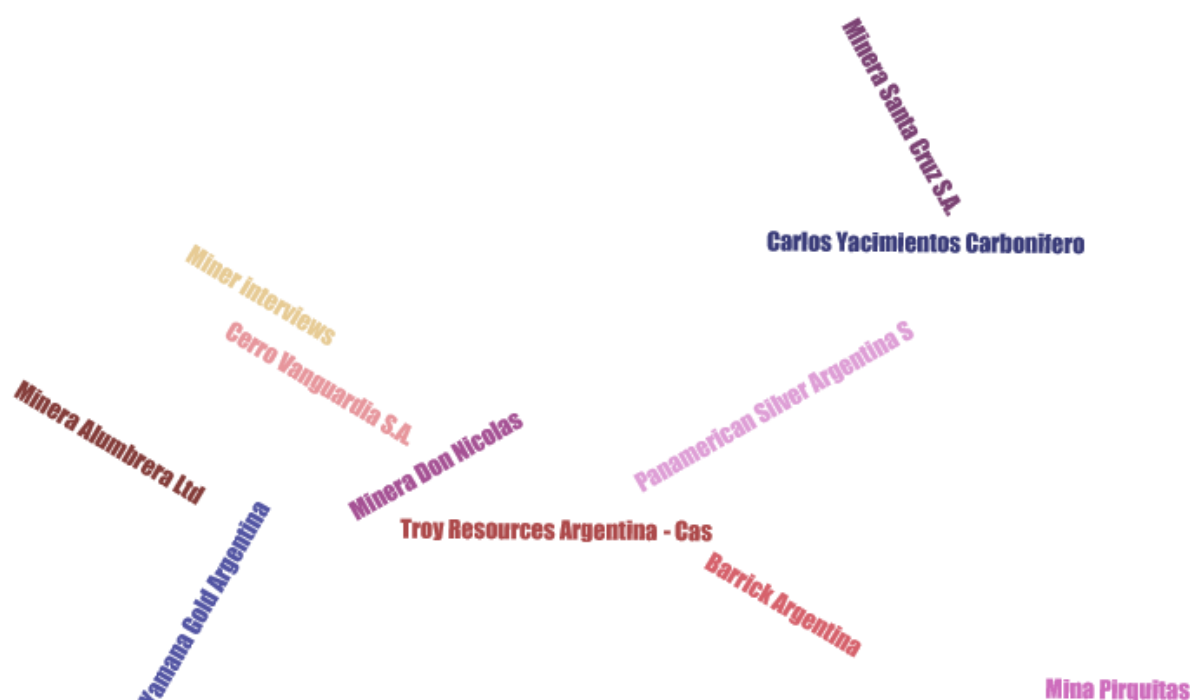 Minera Santa Cruz S.A.
Carlos Yacimientos Carbonifero
Miner interviews
Cerro Vanguardia S.A.
Panamerican Silver Argentina S
Minera Alumbrera Ltd
Minera Don Nicolas
Yamana Gold Argentina
Troy Resources Argentina - Cas
Barrick Argentina
Mina Pirquitas